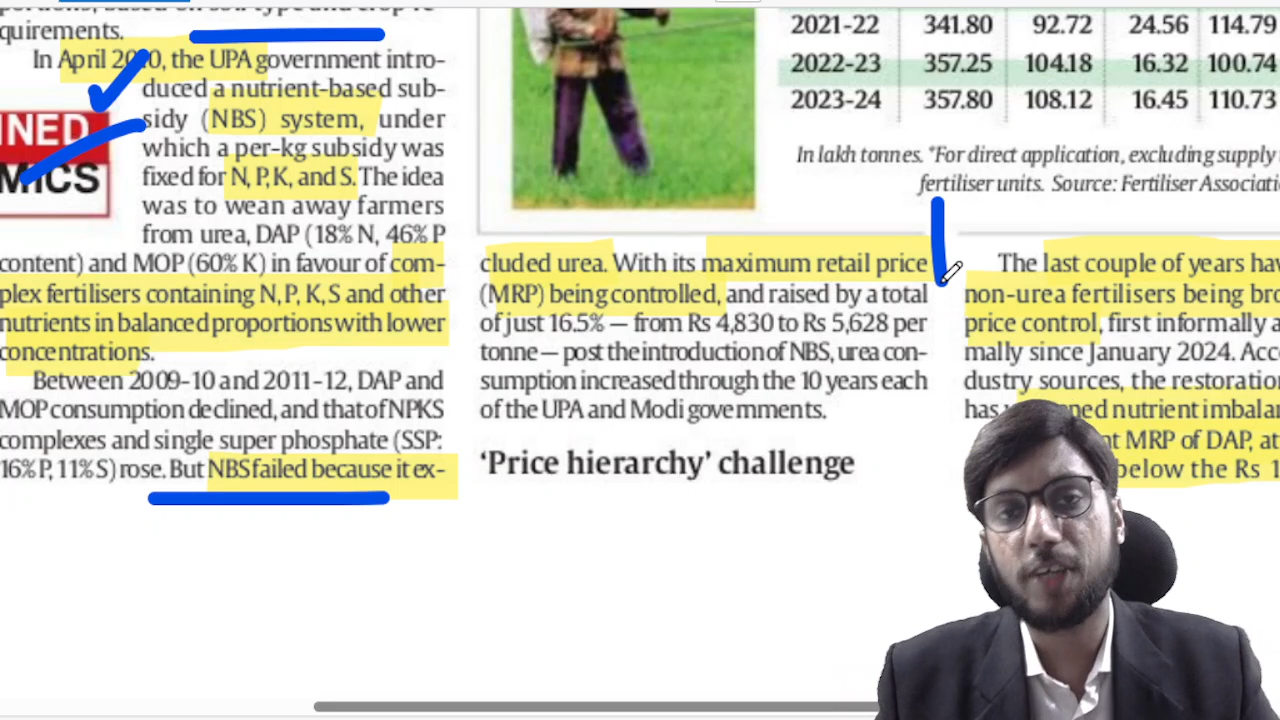 quirements.
In April 2010, the UPA government intro-
duced a nutrient-based sub-
sidy (NBS) system, under
which a per-kg subsidy was
fixed for N, P, K, and S. The idea
was to wean away farmers
from urea, DAP (18% N, 46% P
content) and MOP (60% K) in favour of com-
plex fertilisers containing N, P, K, S and other
nutrients in balanced proportions with lower
concentrations.
Between 2009-10 and 2011-12, DAP and
MOP consumption declined, and that of NPKS
complexes and single super phosphate (SSP:
16% P, 11% S) rose. But NBS failed because it ex-
cluded urea. With its maximum retail price
(MRP) being controlled, and raised by a total
of just 16.5% — from Rs 4,830 to Rs 5,628 per
tonne — post the introduction of NBS, urea con-
sumption increased through the 10 years each
of the UPA and Modi governments.
‘Price hierarchy’ challenge
2021-22 341.80 92.72 24.56 114.79
2022-23 357.25 104.18 16.32 100.74
2023-24 357.80 108.12 16.45 110.73
In lakh tonnes. *For direct application, excluding supply
fertiliser units. Source: Fertiliser
The last couple of years
non-urea fertilisers being
price control, first informally
since January 2024.
sources, the restoration
has nutrient
MRP of DAP,
below the Rs